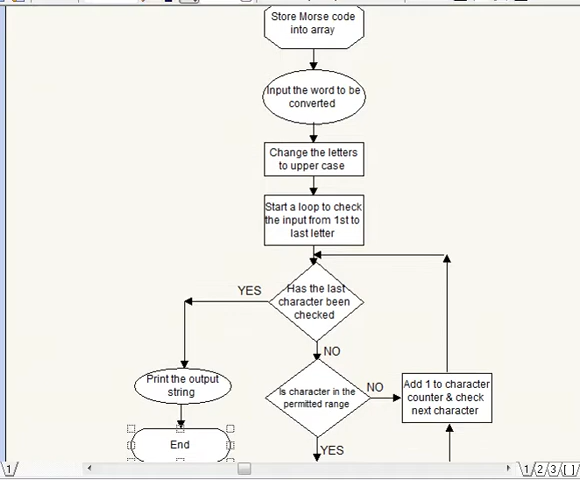 Store Morse code
into array
Input the word to be
converted
Change the letters
to upper case
Start a loop to check
the input from 1st to
last letter
Has the last
character been
checked
YES
NO
Print the output
string
End
Is character in the
permitted range
NO
YES
Add 1 to character
counter & check
next character
1
1 2 3 [ ]